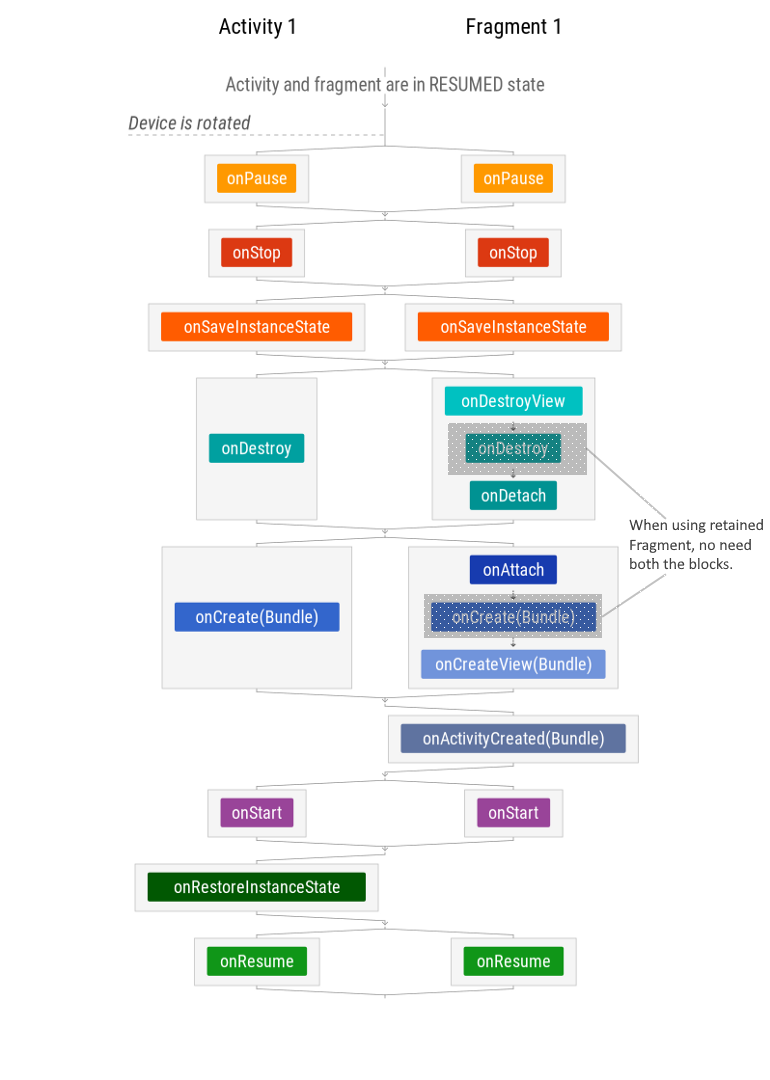 Activity 1
Fragment 1
Activity and fragment are in RESUMED state
Device is rotated
onPause
onPause
onStop
onStop
onSaveInstanceState
onSaveInstanceState
onDestroyView
onDestroy
onDestroy
onDetach
When using retained
Fragment, no need
both the blocks.
onAttach
onCreate(Bundle)
onCreate(Bundle)
onCreateView(Bundle)
onActivityCreated(Bundle)
onStart
onStart
onRestoreInstanceState
onResume
onResume